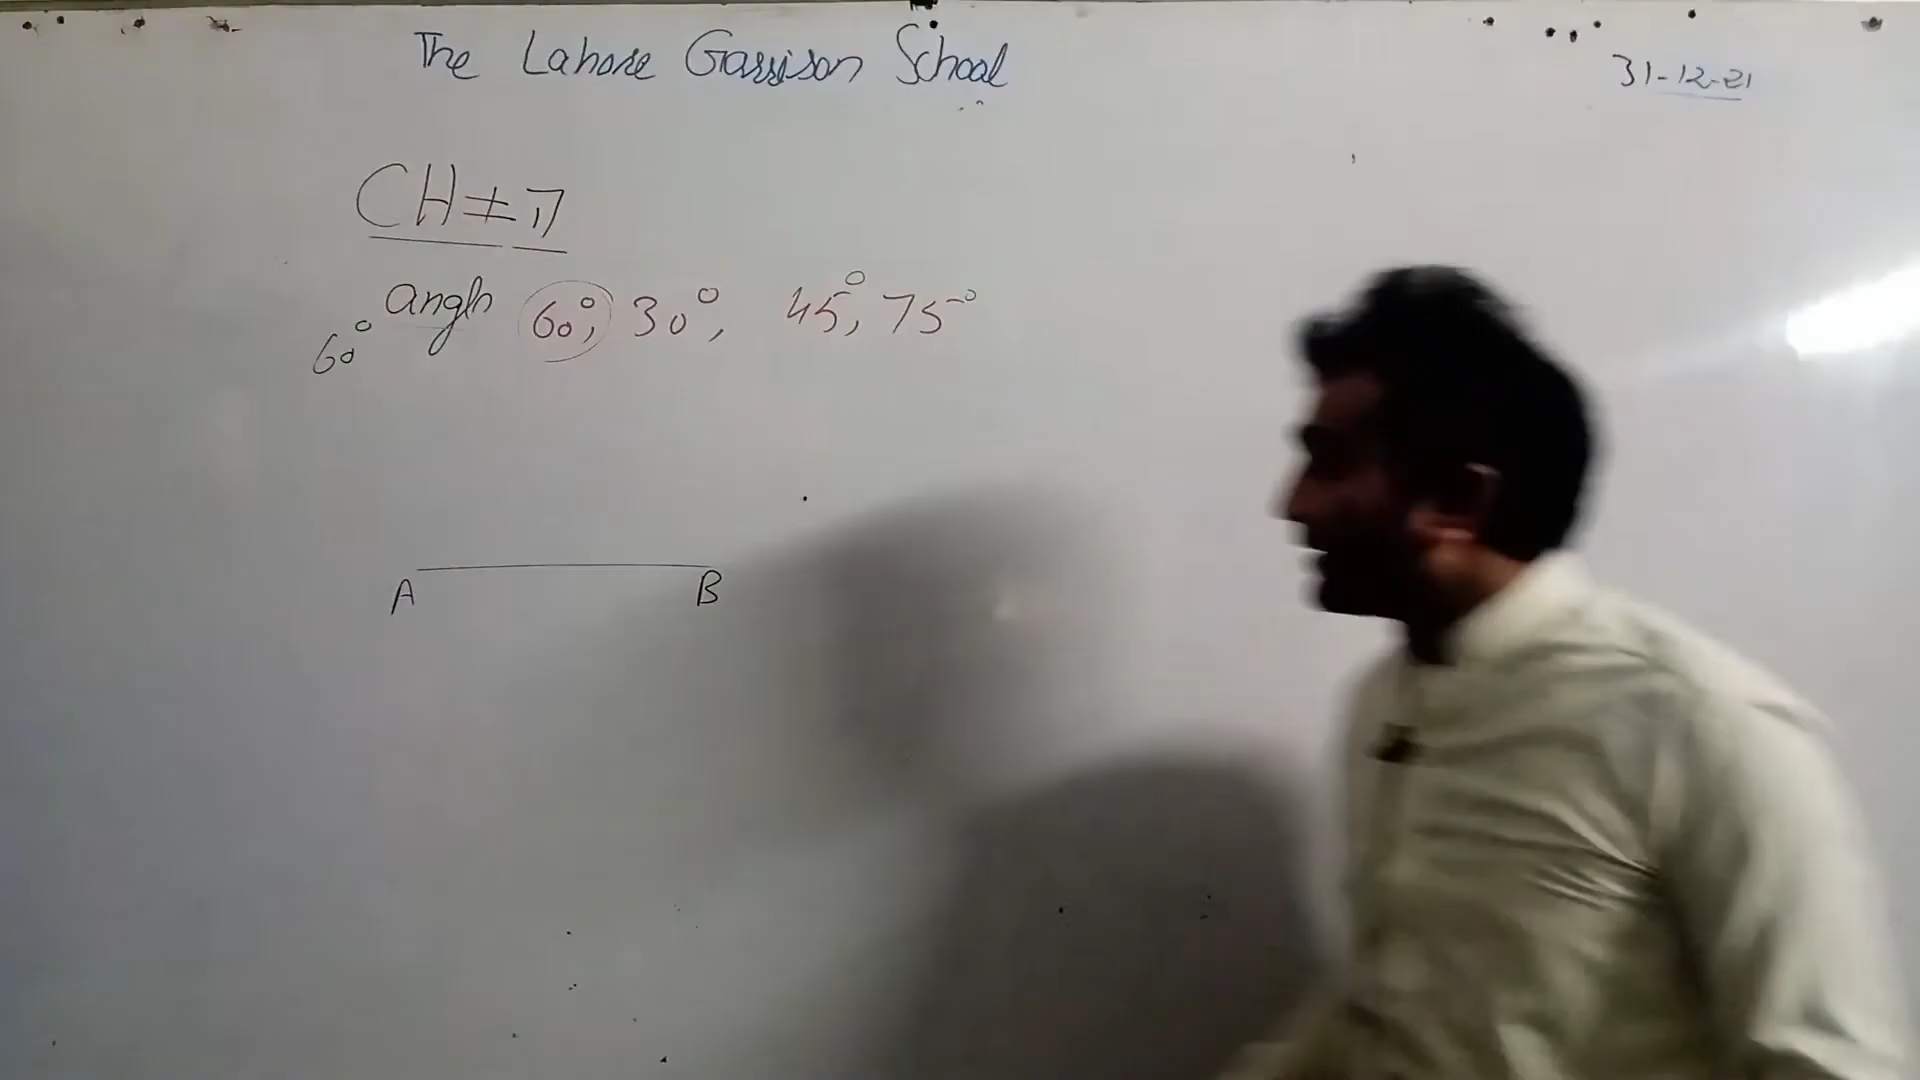 The Lahore Garrison School
31-12-21
CH # 7
angle 60°, 30°, 45°, 75°
60°
A B